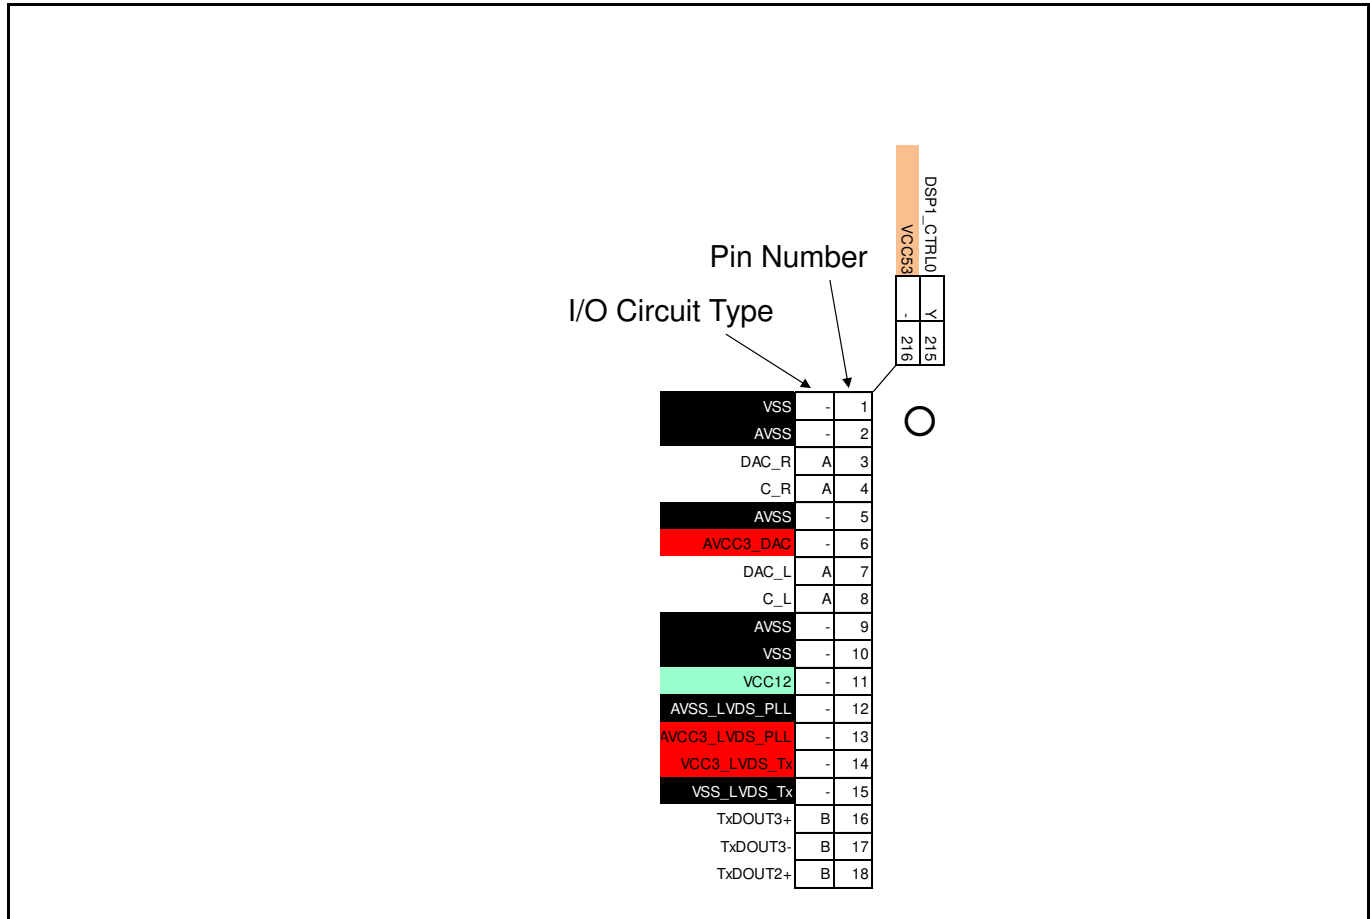 DSP1_CTRL0 Y 215
VCC53 - 216
Pin Number
I/O Circuit Type
VSS - 1
AVSS - 2
DAC_R A 3
C_R A 4
AVSS - 5
AVCC3_DAC - 6
DAC_L A 7
C_L A 8
AVSS - 9
VSS - 10
VCC12 - 11
AVSS_LVDS_PLL - 12
AVCC3_LVDS_PLL - 13
VCC3_LVDS_Tx - 14
VSS_LVDS_Tx - 15
TxDOUT3+ B 16
TxDOUT3- B 17
TxDOUT2+ B 18